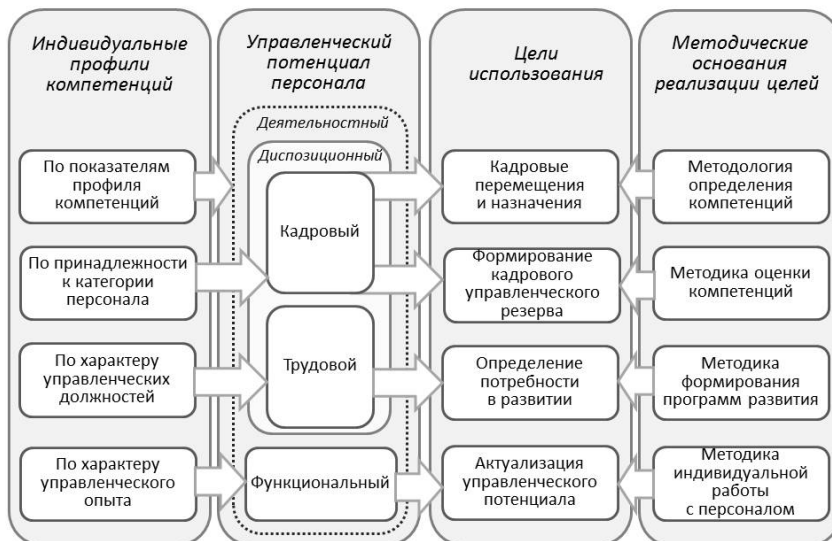 Индивидуальные
профили
компетенций
По показателям
профиля
компетенций
По принадлежности
к категории
персонала
По характеру
управленческих
должностей
По характеру
управленческого
опыта
Управленческий
потенциал
персонала
Деятельностный
Диспозиционный
Кадровый
Трудовой
Функциональный
Цели
использования
Кадровые
перемещения
и назначения
Формирование
кадрового
управленческого
резерва
Определение
потребности
в развитии
Актуализация
управленческого
потенциала
Методические
основания
реализации целей
Методология
определения
компетенций
Методика оценки
компетенций
Методика
формирования
программ развития
Методика
индивидуальной
работы
с персоналом